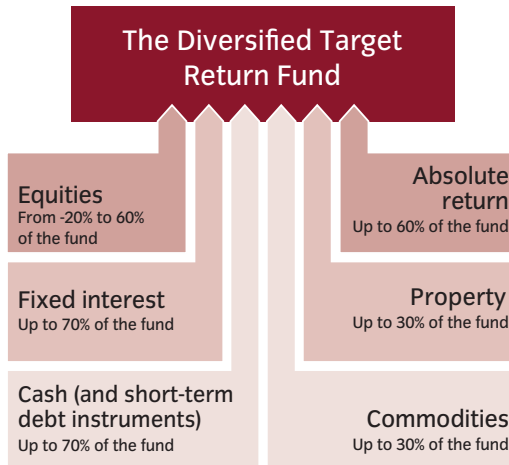 The Diversified Target
Return Fund
Equities
From -20% to 60%
of the fund
Absolute
return
Up to 60% of the fund
Fixed interest
Up to 70% of the fund
Property
Up to 30% of the fund
Cash (and short-term
debt instruments)
Up to 70% of the fund
Commodities
Up to 30% of the fund